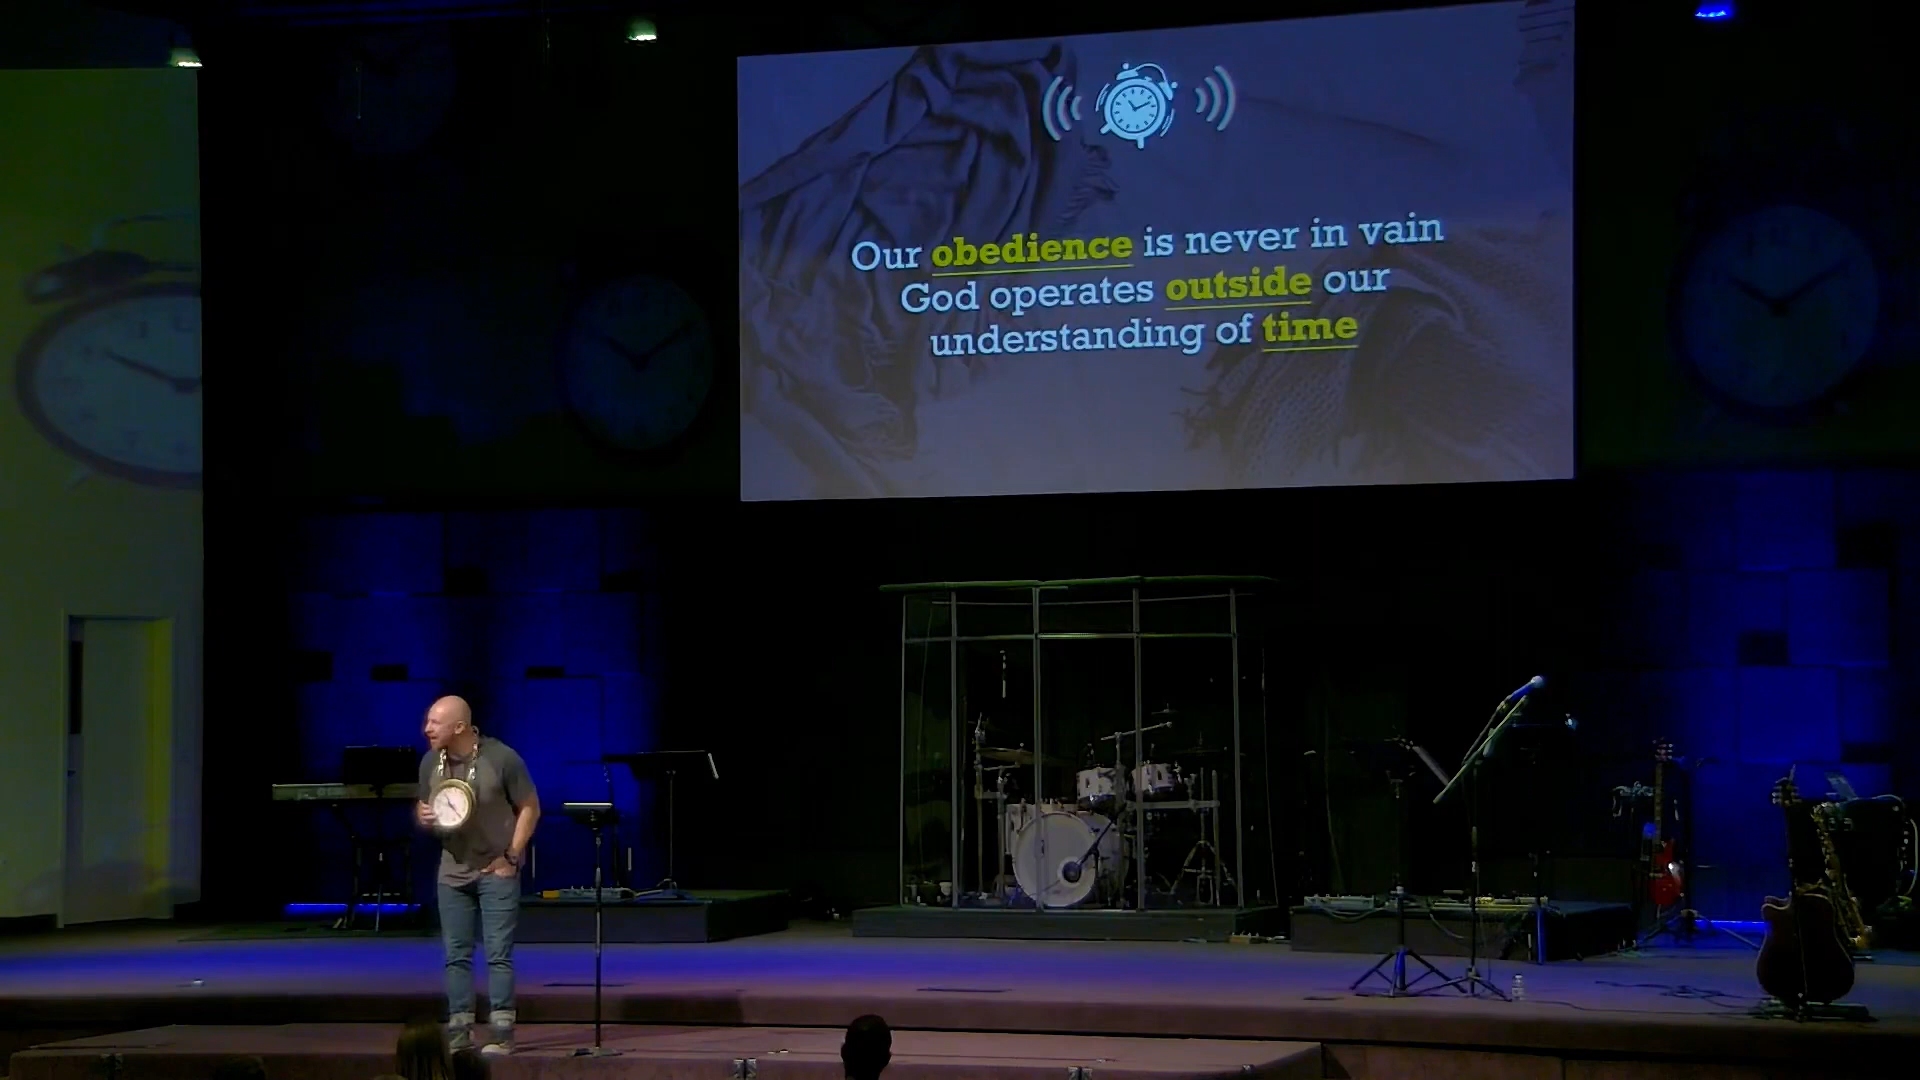 Our obedience is never in vain
God operates outside our
understanding of time